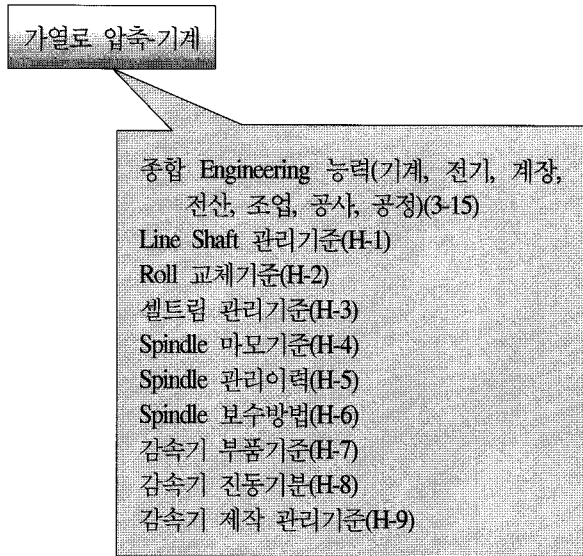 가열로 압축-기계
종합 Engineering 능력(기계, 전기, 계장,
전산, 조업, 공사, 공정)(3-15)
Line Shaft 관리기준(H-1)
Roll 교체기준(H-2)
셀트림 관리기준(H-3)
Spindle 마모기준(H-4)
Spindle 관리이력(H-5)
Spindle 보수방법(H-6)
감속기 부품기준(H-7)
감속기 진동기분(H-8)
감속기 제작 관리기준(H-9)